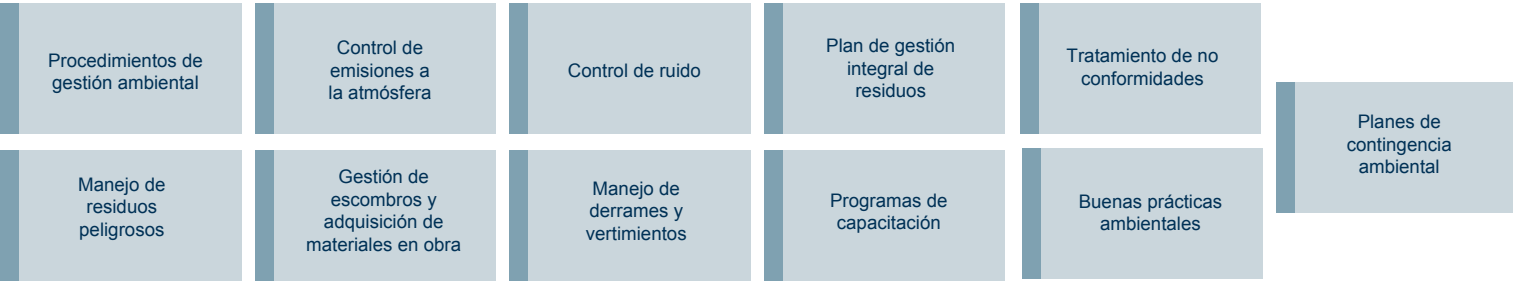 Procedimientos de
gestión ambiental
Control de
emisiones a
la atmósfera
Control de ruido
Plan de gestión
integral de
residuos
Tratamiento de no
conformidades
Planes de
contingencia
ambiental
Manejo de
residuos
peligrosos
Gestión de
escombros y
adquisición de
materiales en obra
Manejo de
derrames y
vertimientos
Programas de
capacitación
Buenas prácticas
ambientales